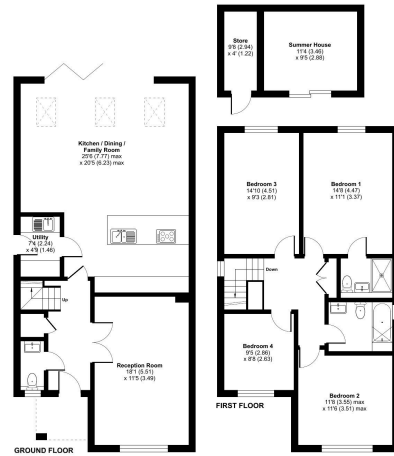 Store
9'8 (2.94)
x 4' (1.22)
Summer House
11'4 (3.46)
x 9'5 (2.88)
Kitchen / Dining /
Family Room
25'6 (7.77) max
x 20'5 (6.23) max
Utility
7'4 (2.24)
x 4'9 (1.46)
Up
Reception Room
18'1 (5.51)
x 11'5 (3.49)
GROUND FLOOR
Bedroom 3
14'10 (4.51)
x 9'3 (2.81)
Bedroom 1
14'8 (4.47)
x 11'1 (3.37)
Down
Bedroom 4
9'5 (2.86)
x 8'8 (2.63)
Bedroom 2
11'8 (3.55) max
x 11'6 (3.51) max
FIRST FLOOR